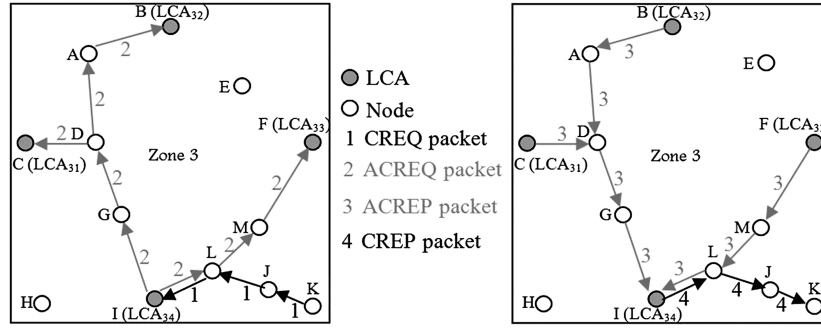 B (LCA32)
A
2
2
E
F (LCA33)
D
2
C (LCA31)
Zone 3
2
2
G
M
2
2
L
2
J
K
1
1
1
H
I (LCA34)
LCA
Node
1 CREQ packet
2 ACREQ packet
3 ACREP packet
4 CREP packet
B (LCA32)
A
3
E
3
F (LCA33
D
3
C (LCA31)
Zone 3
3
3
G
M
3
3
L
3
J
K
4
4
4
H
I (LCA34)